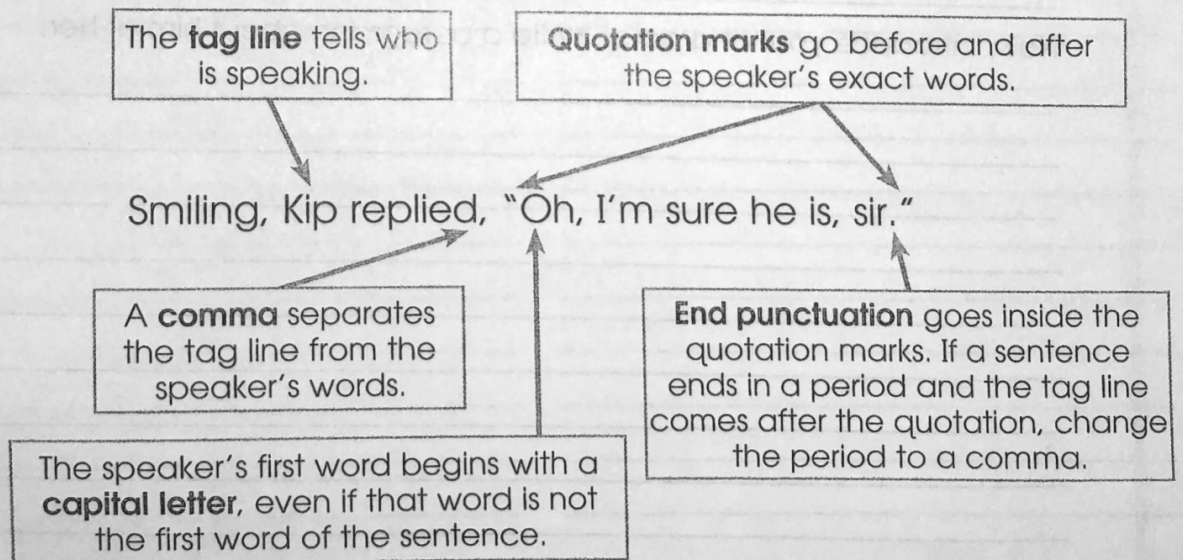 The tag line tells who
is speaking.
Quotation marks go before and after
the speaker's exact words.
Smiling, Kip replied, "Oh, I'm sure he is, sir."
A comma separates
the tag line from the
speaker's words.
End punctuation goes inside the
quotation marks. If a sentence
ends in a period and the tag line
comes after the quotation, change
the period to a comma.
The speaker's first word begins with a
capital letter, even if that word is not
the first word of the sentence.